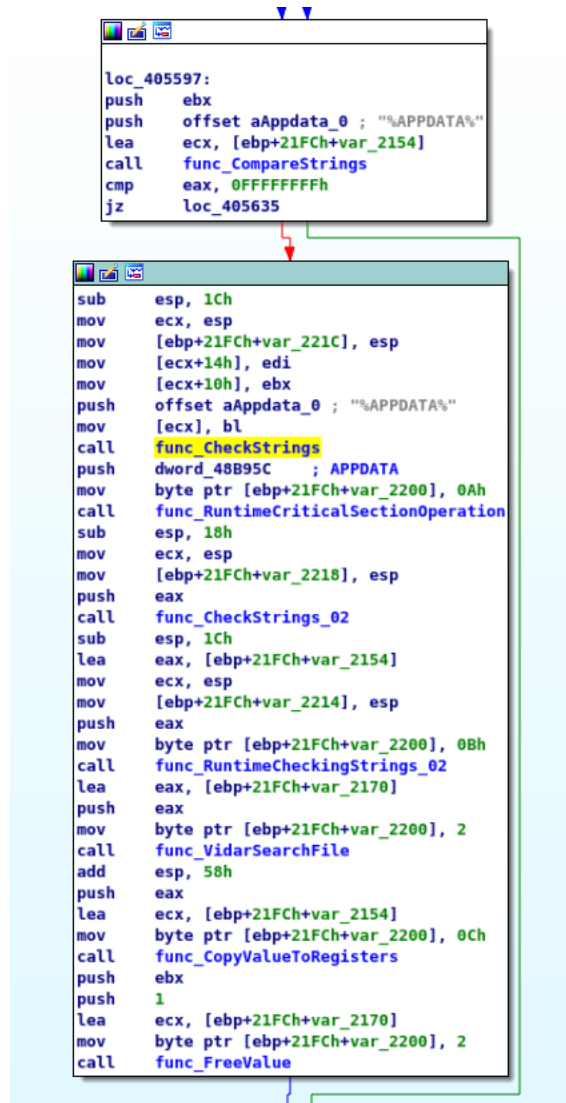 loc_405597:
push ebx
push offset aAppdata_0 ; "%APPDATA%"
lea ecx, [ebp+21FCh+var_2154]
call func_CompareStrings
cmp eax, 0FFFFFFFFh
jz loc_405635
sub esp, 1Ch
mov ecx, esp
mov [ebp+21FCh+var_221C], esp
mov [ecx+14h], edi
mov [ecx+10h], ebx
push offset aAppdata_0 ; "%APPDATA%"
mov [ecx], bl
call func_CheckStrings
push dword_48B95C ; APPDATA
mov byte ptr [ebp+21FCh+var_2200], 0Ah
call func_RuntimeCriticalSectionOperation
sub esp, 18h
mov ecx, esp
mov [ebp+21FCh+var_2218], esp
push eax
call func_CheckStrings_02
sub esp, 1Ch
lea eax, [ebp+21FCh+var_2154]
mov ecx, esp
mov [ebp+21FCh+var_2214], esp
push eax
mov byte ptr [ebp+21FCh+var_2200], 0Bh
call func_RuntimeCheckingStrings_02
lea eax, [ebp+21FCh+var_2170]
push eax
mov byte ptr [ebp+21FCh+var_2200], 2
call func_VidarSearchFile
add esp, 58h
push eax
lea ecx, [ebp+21FCh+var_2154]
mov byte ptr [ebp+21FCh+var_2200], 0Ch
call func_CopyValueToRegisters
push ebx
push 1
lea ecx, [ebp+21FCh+var_2170]
mov byte ptr [ebp+21FCh+var_2200], 2
call func_FreeValue